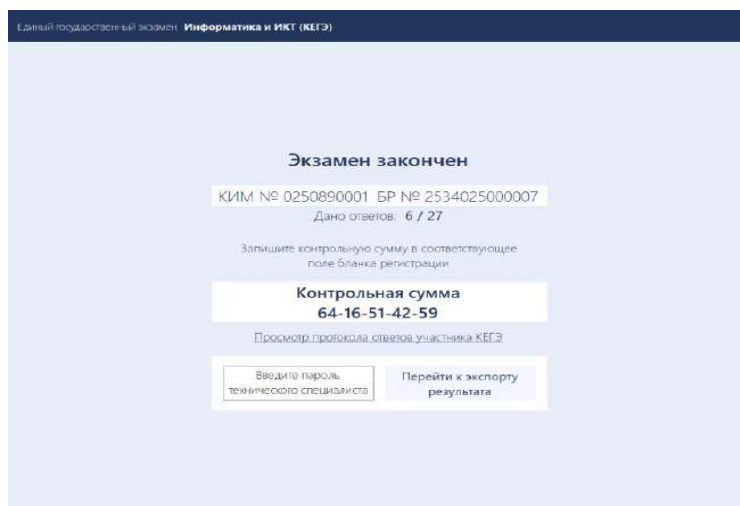 Единый государственный экзамен Информатика и ИКТ (КЕГЭ)
Экзамен закончен
КИМ № 0250890001 БР № 2534025000007
Дано ответов: 6 / 27
Запишите контрольную сумму в соответствующее
поле бланка регистрации
Контрольная сумма
64-16-51-42-59
Просмотр протокола ответов участника КЕГЭ
Введите пароль
технического специалиста
Перейти к экспорту
результата